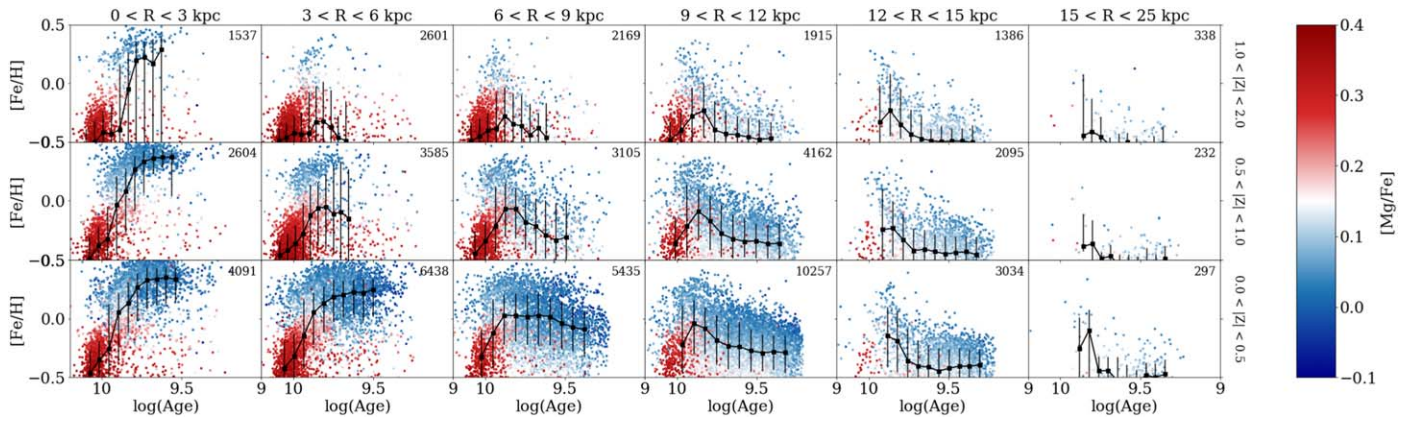 0 < R < 3 kpc 3 < R < 6 kpc 6 < R < 9 kpc 9 < R < 12 kpc 12 < R < 15 kpc 15 < R < 25 kpc
0.5 1537 2601 2169 1915 1386 338 0.4
[Fe/H] 0.0 1.0 < |Z| < 2.0 0.3
−0.5
2604 3585 3105 4162 2095 232
[Fe/H] 0.0 0.5 < |Z| < 1.0 0.2 [Mg/Fe]
−0.5 0.1
4091 6438 5435 10257 3034 297
[Fe/H] 0.0 0.0 < |Z| < 0.5 0.0
−0.5 −0.1
10 9.5 9 10 9.5 9 10 9.5 9 10 9.5 9 10 9.5 9 10 9.5 9
log(Age) log(Age) log(Age) log(Age) log(Age) log(Age)